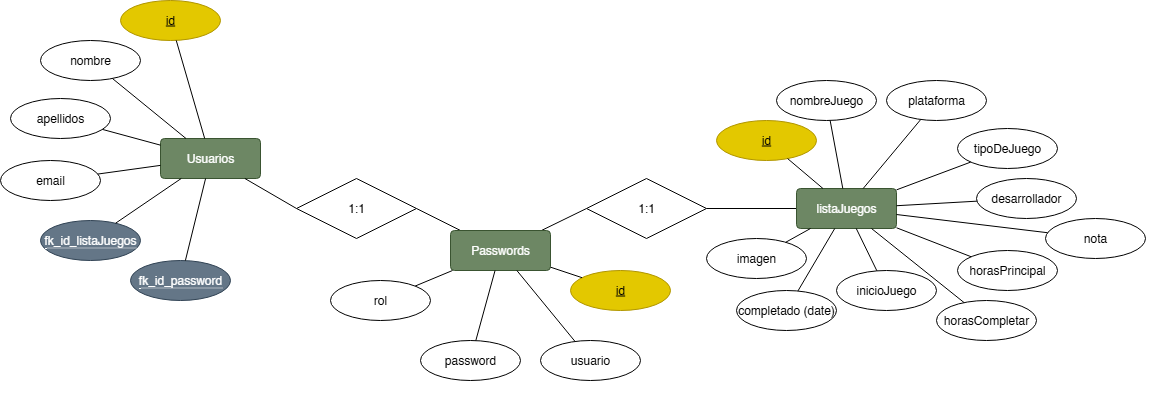 id
nombre
apellidos
email
Usuarios
fk_id_listaJuegos
fk_id_password
1:1
Passwords
rol
password
usuario
id
1:1
nombreJuego
plataforma
id
tipoDeJuego
listaJuegos
desarrollador
nota
imagen
horasPrincipal
completado (date)
inicioJuego
horasCompletar